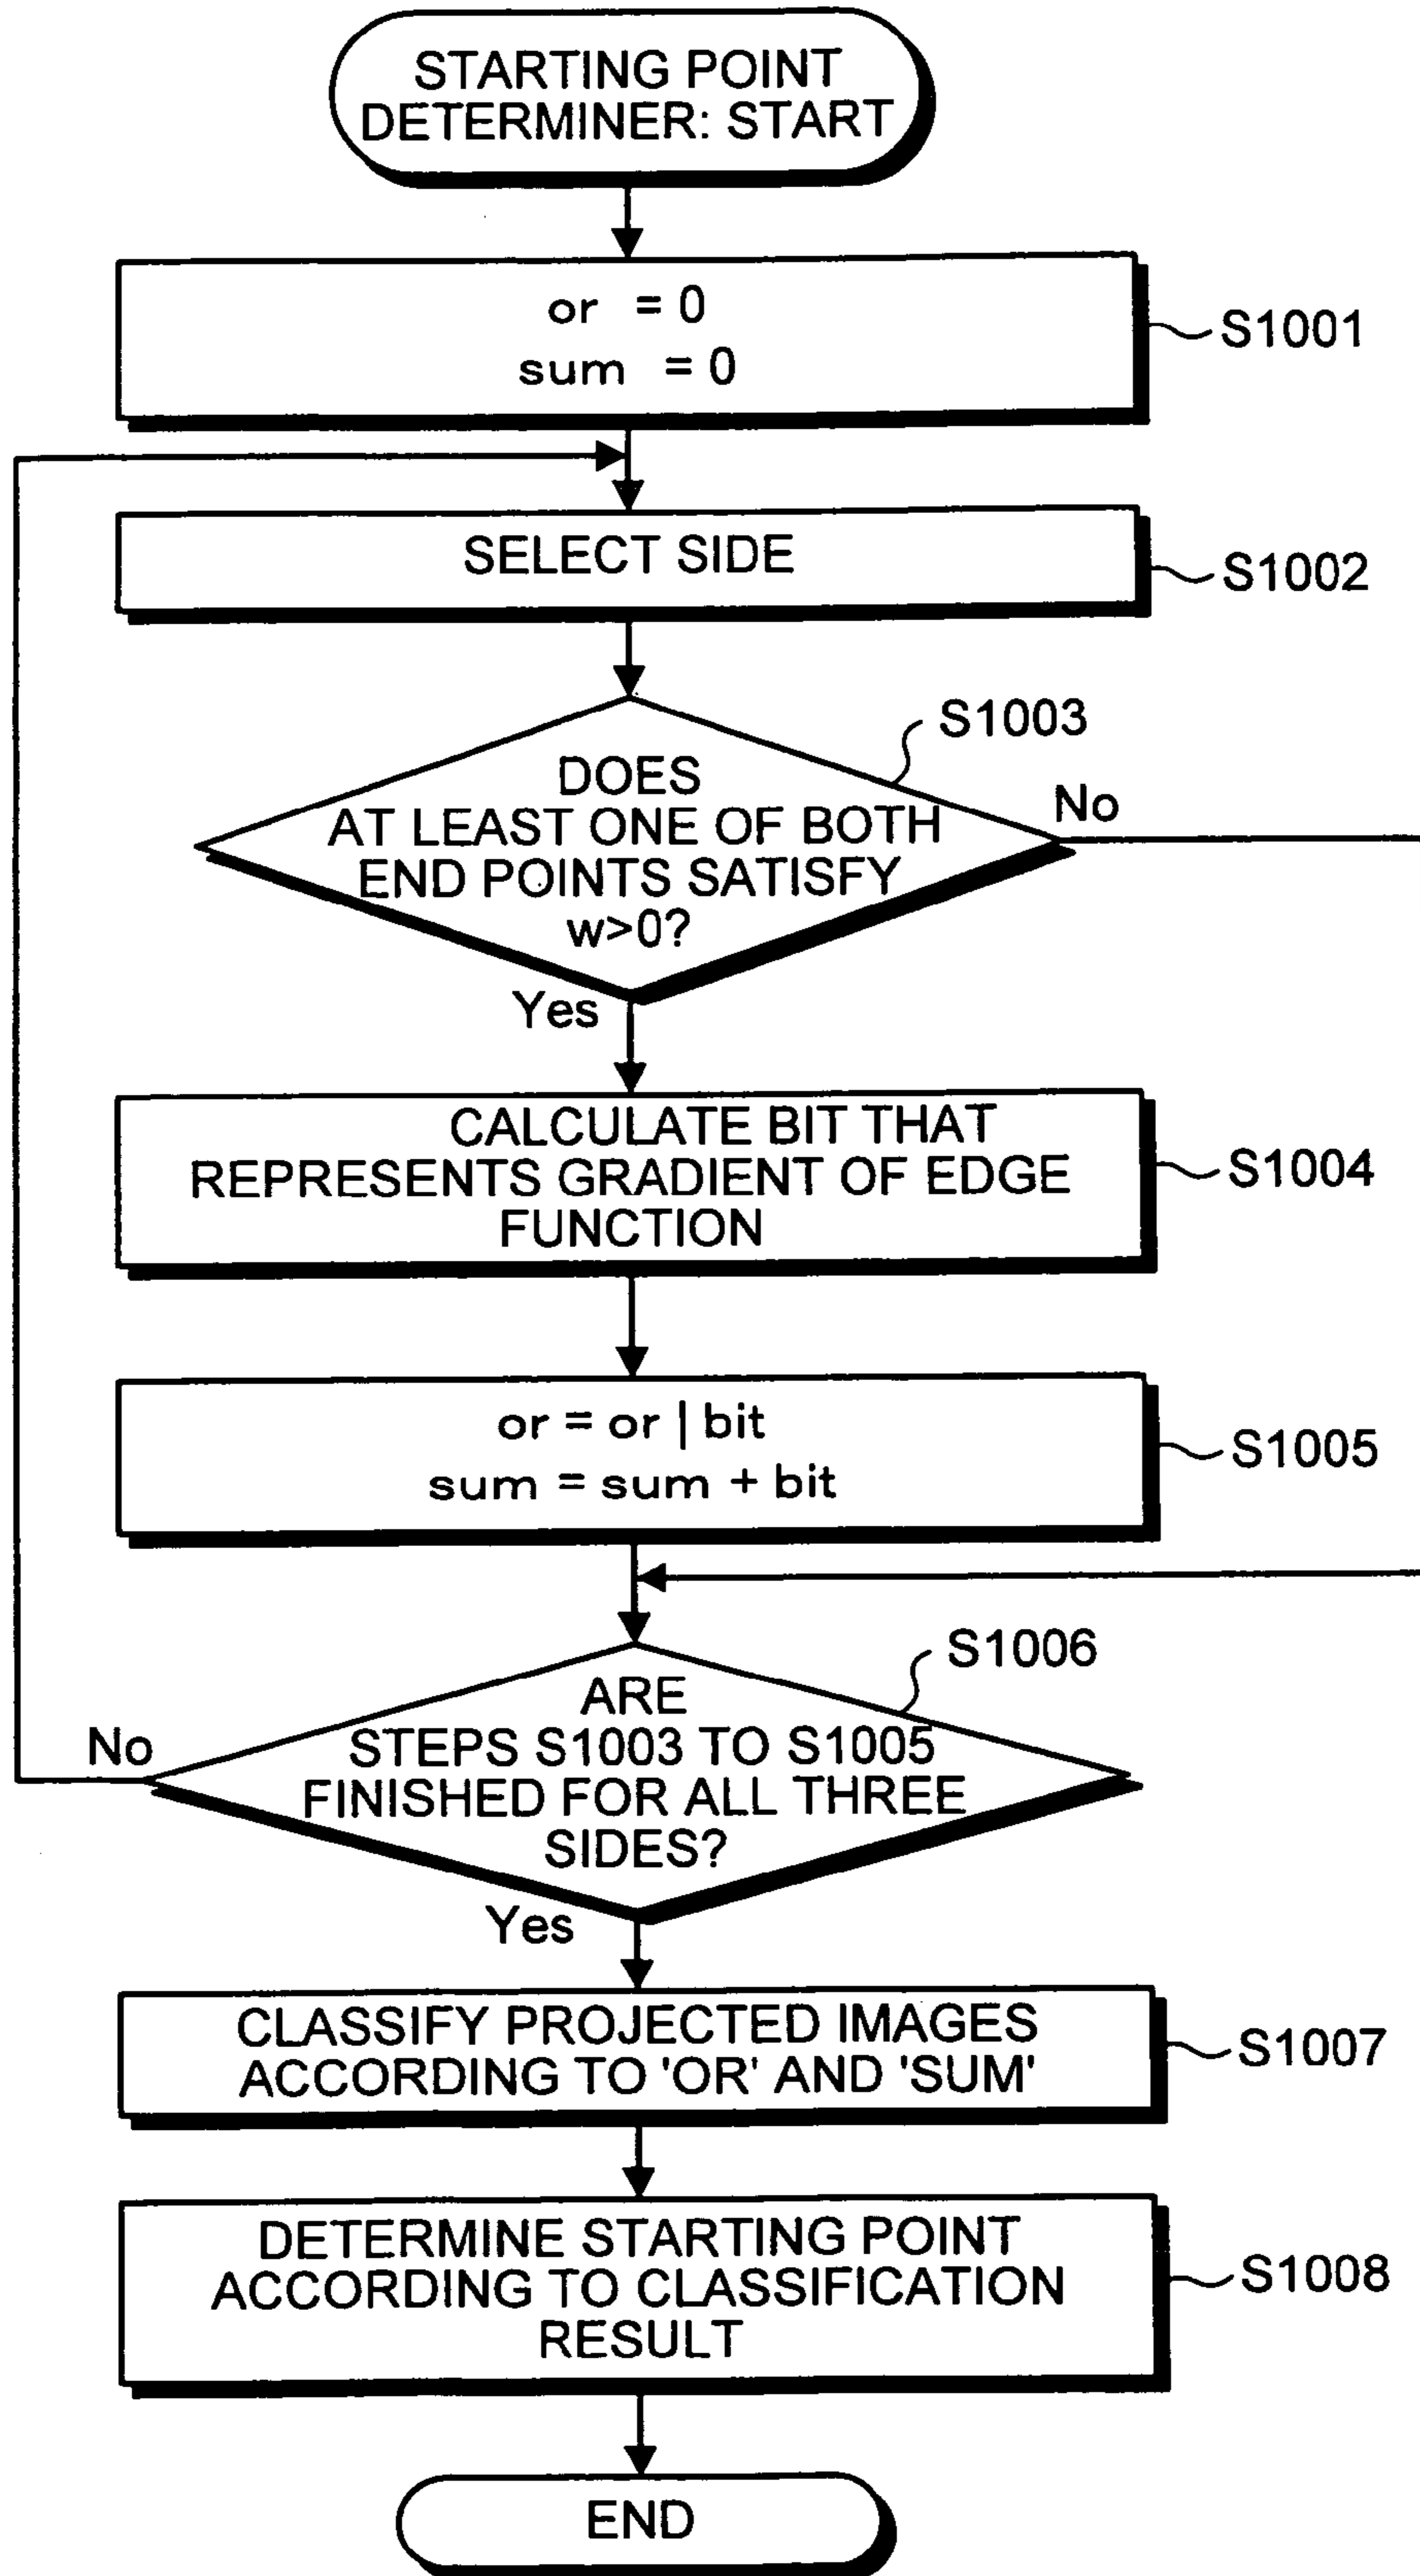 STARTING POINT
DETERMINER: START
or = 0
sum = 0
S1001
SELECT SIDE
S1002
S1003
DOES
AT LEAST ONE OF BOTH
END POINTS SATISFY
w>0?
No
Yes
CALCULATE BIT THAT
REPRESENTS GRADIENT OF EDGE
FUNCTION
S1004
or = or | bit
sum = sum + bit
S1005
S1006
ARE
STEPS S1003 TO S1005
FINISHED FOR ALL THREE
SIDES?
No
Yes
CLASSIFY PROJECTED IMAGES
ACCORDING TO 'OR' AND 'SUM'
S1007
DETERMINE STARTING POINT
ACCORDING TO CLASSIFICATION
RESULT
S1008
END